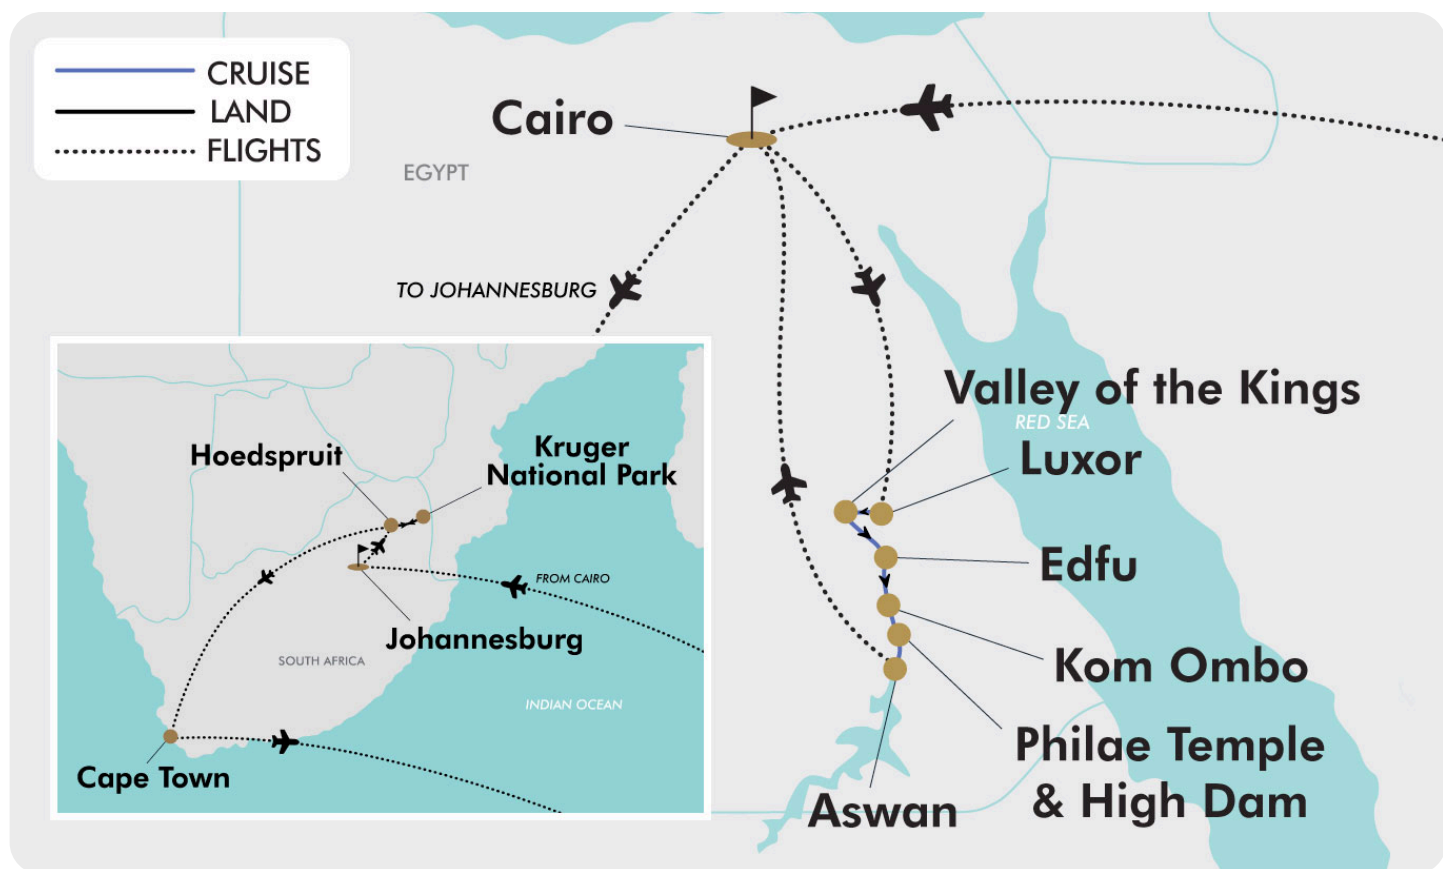 CRUISE
LAND
FLIGHTS
Cairo
EGYPT
TO JOHANNESBURG
Valley of the Kings
RED SEA
Luxor
Edfu
Kom Ombo
Philae Temple
& High Dam
Aswan
Hoedspruit
Kruger
National Park
FROM CAIRO
Johannesburg
SOUTH AFRICA
INDIAN OCEAN
Cape Town